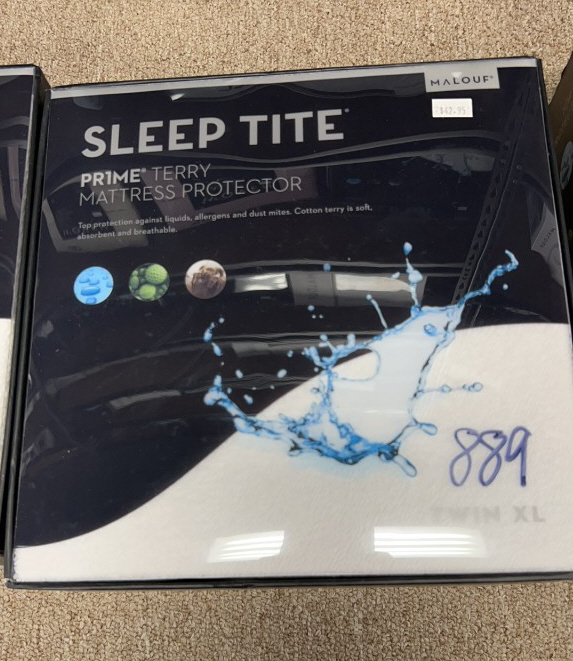 MALOUF®
$42.95
SLEEP TITE®
PR1ME® TERRY
MATTRESS PROTECTOR
Top protection against liquids, allergens and dust mites. Cotton terry is soft,
absorbent and breathable.
889
TWIN XL